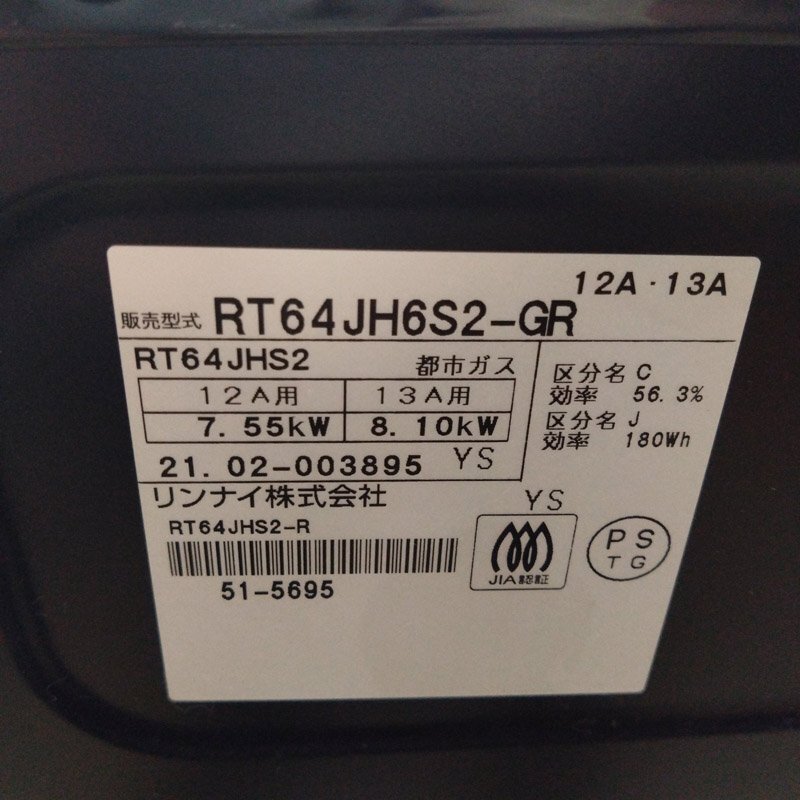 12A・13A
販売型式 RT64JH6S2-GR
RT64JHS2 都市ガス
12A用 13A用
7.55kW 8.10kW
21.02-003895 YS
区分名 C
効率 56.3%
区分名 J
効率 180Wh
リンナイ株式会社 YS
RT64JHS2-R
51-5695
JIA認証
PS
TG